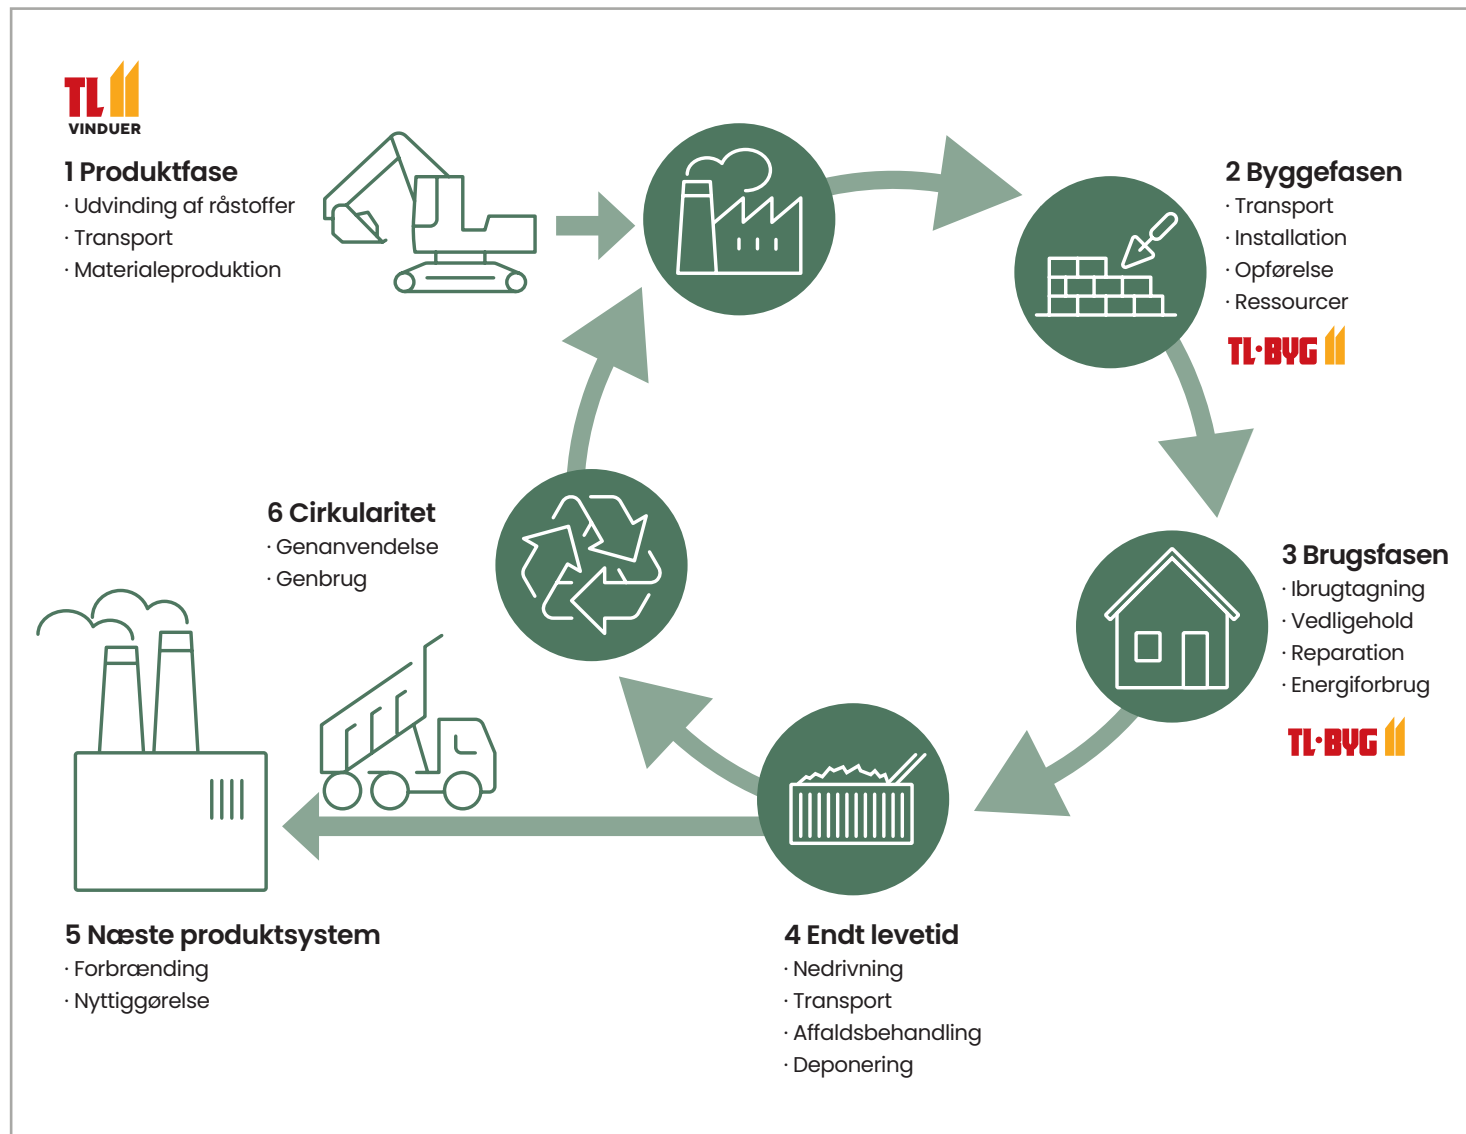 TL
VINDUER
1 Produktfase
· Udvinding af råstoffer
· Transport
· Materialeproduktion
2 Byggefasen
· Transport
· Installation
· Opførelse
· Ressourcer
TL·BYG
3 Brugsfasen
· Ibrugtagning
· Vedligehold
· Reparation
· Energiforbrug
TL·BYG
6 Cirkularitet
· Genanvendelse
· Genbrug
5 Næste produktsystem
· Forbrænding
· Nyttiggørelse
4 Endt levetid
· Nedrivning
· Transport
· Affaldsbehandling
· Deponering